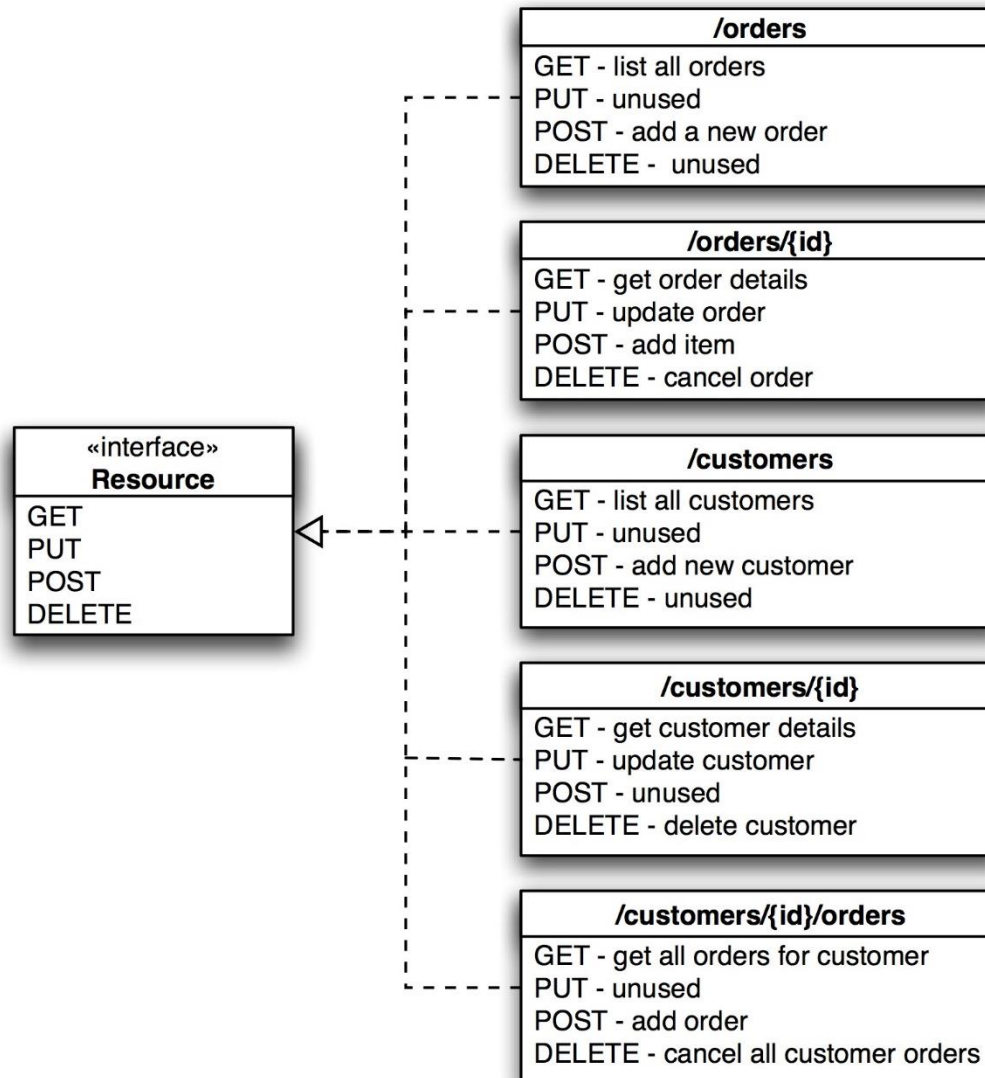 /orders
GET - list all orders
PUT - unused
POST - add a new order
DELETE -  unused
/orders/{id}
GET - get order details
PUT - update order
POST - add item
DELETE - cancel order
«interface»
Resource
GET
PUT
POST
DELETE
/customers
GET - list all customers
PUT - unused
POST - add new customer
DELETE - unused
/customers/{id}
GET - get customer details
PUT - update customer
POST - unused
DELETE - delete customer
/customers/{id}/orders
GET - get all orders for customer
PUT - unused
POST - add order
DELETE - cancel all customer orders